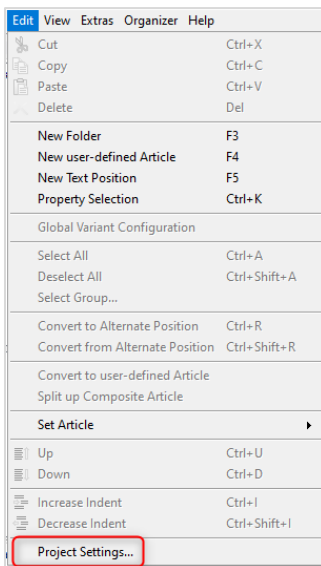 Edit View Extras Organizer Help
Cut Ctrl+X
Copy Ctrl+C
Paste Ctrl+V
Delete Del
New Folder F3
New user-defined Article F4
New Text Position F5
Property Selection Ctrl+K
Global Variant Configuration
Select All Ctrl+A
Deselect All Ctrl+Shift+A
Select Group...
Convert to Alternate Position Ctrl+R
Convert from Alternate Position Ctrl+Shift+R
Convert to user-defined Article
Split up Composite Article
Set Article
Up Ctrl+U
Down Ctrl+D
Increase Indent Ctrl+I
Decrease Indent Ctrl+Shift+I
Project Settings...